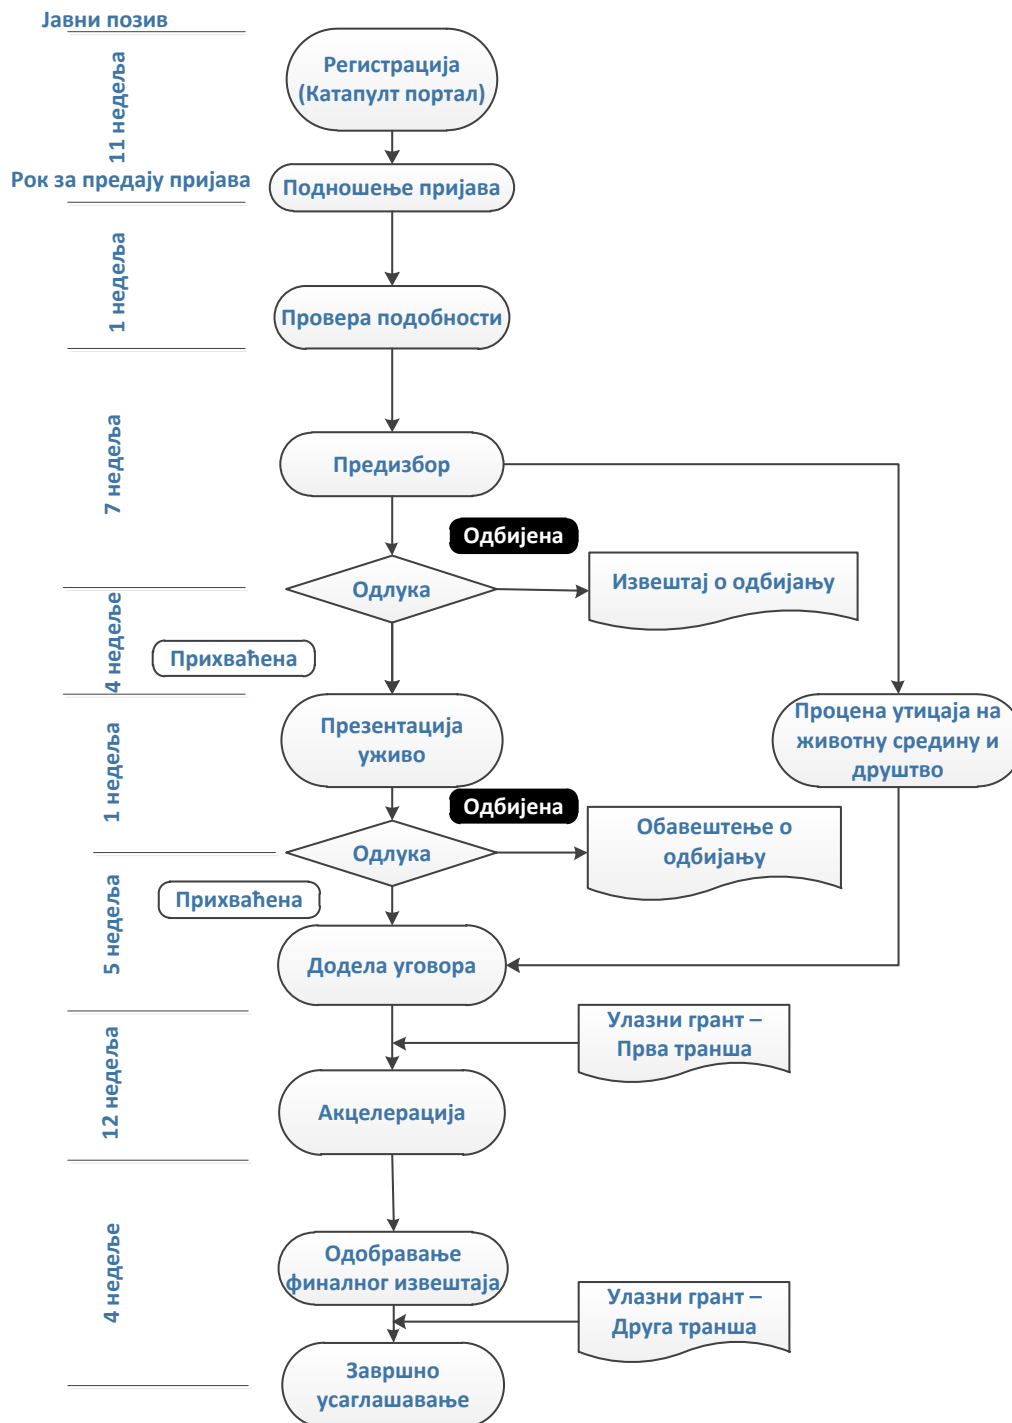 Јавни позив
Регистрација
(Катапулт портал)
11 недеља
Рок за предају пријава
Подношење пријава
1 недеља
Провера подобности
7 недеља
Предизбор
Одбијена
Одлука
Извештај о одбијању
4 недеље
Прихваћена
Презентација
уживо
Процена утицаја на
животну средину и
друштво
1 недеља
Одбијена
Одлука
Обавештење о
одбијању
Прихваћена
5 недеља
Додела уговора
Улазни грант –
Прва транша
12 недеља
Акцелерација
4 недеље
Одобравање
финалног извештаја
Улазни грант –
Друга транша
Завршно
усаглашавање